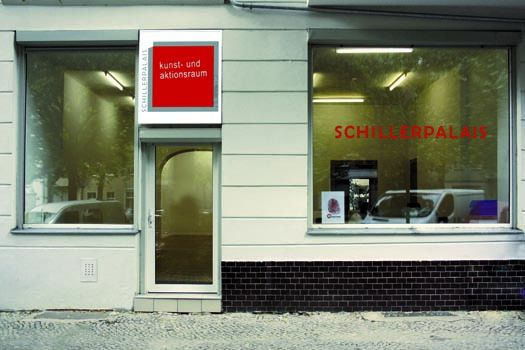 SCHILLERPALAIS
kunst- und
aktionsraum
SCHILLERPALAIS